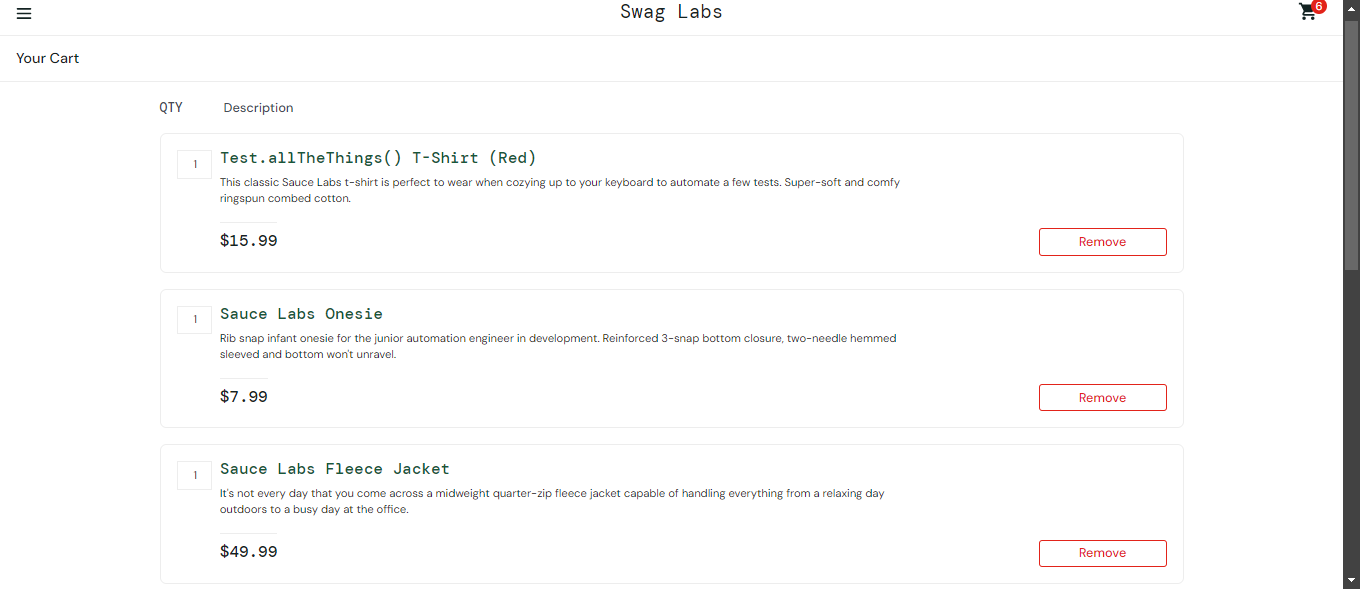 Swag Labs
6
Your Cart
QTY Description
1
Test.allTheThings() T-Shirt (Red)
This classic Sauce Labs t-shirt is perfect to wear when cozying up to your keyboard to automate a few tests. Super-soft and comfy
ringspun combed cotton.
$15.99
Remove
1
Sauce Labs Onesie
Rib snap infant onesie for the junior automation engineer in development. Reinforced 3-snap bottom closure, two-needle hemmed
sleeved and bottom won't unravel.
$7.99
Remove
1
Sauce Labs Fleece Jacket
It's not every day that you come across a midweight quarter-zip fleece jacket capable of handling everything from a relaxing day
outdoors to a busy day at the office.
$49.99
Remove